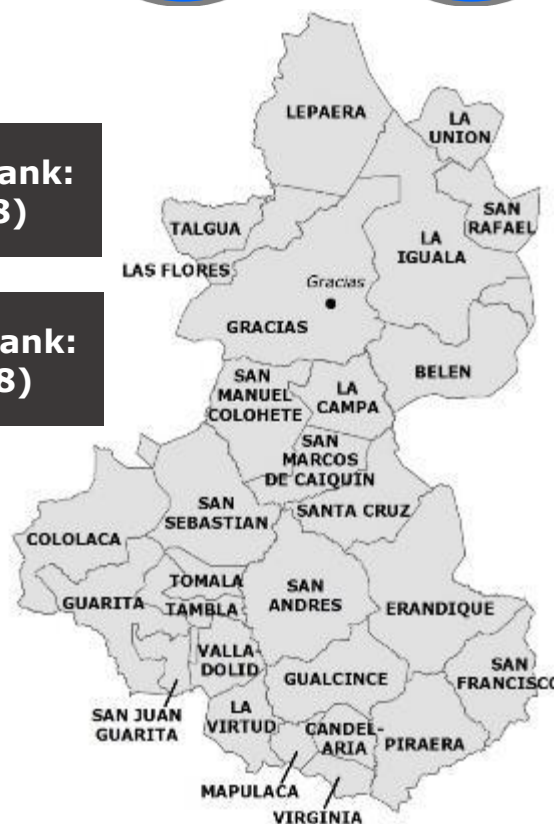 LEPAERA
LA
UNION
ank:
8)
SAN
RAFAEL
TALGUA
LA
IGUALA
LAS FLORES
Gracias
GRACIAS
ank:
8)
BELEN
SAN
MANUEL
COLOHETE
LA
CAMPA
SAN
MARCOS
DE CAIQUIN
SAN
SEBASTIAN
SANTA CRUZ
COLOLACA
TOMALA
GUARITA
TAMBLA
SAN
ANDRES
ERANDIQUE
VALLA-
DOLID
GUALCINCE
SAN
FRANCISCO
SAN JUAN
GUARITA
LA
VIRTUD
CANDEL-
ARIA
PIRAERA
MAPULACA
VIRGINIA